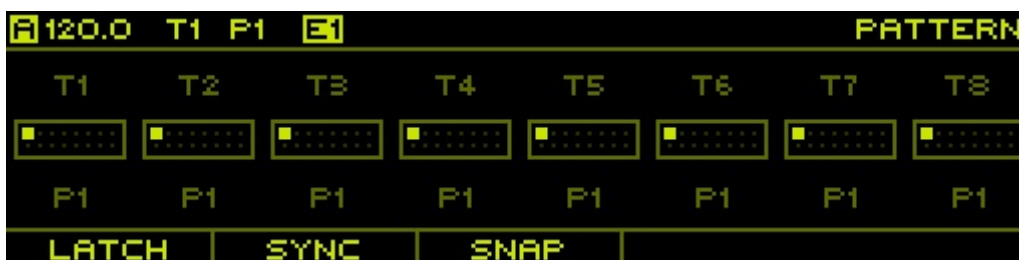 A 120.0 T1 P1 E1 PATTERN
T1 T2 T3 T4 T5 T6 T7 T8
P1 P1 P1 P1 P1 P1 P1 P1
LATCH SYNC SNAP